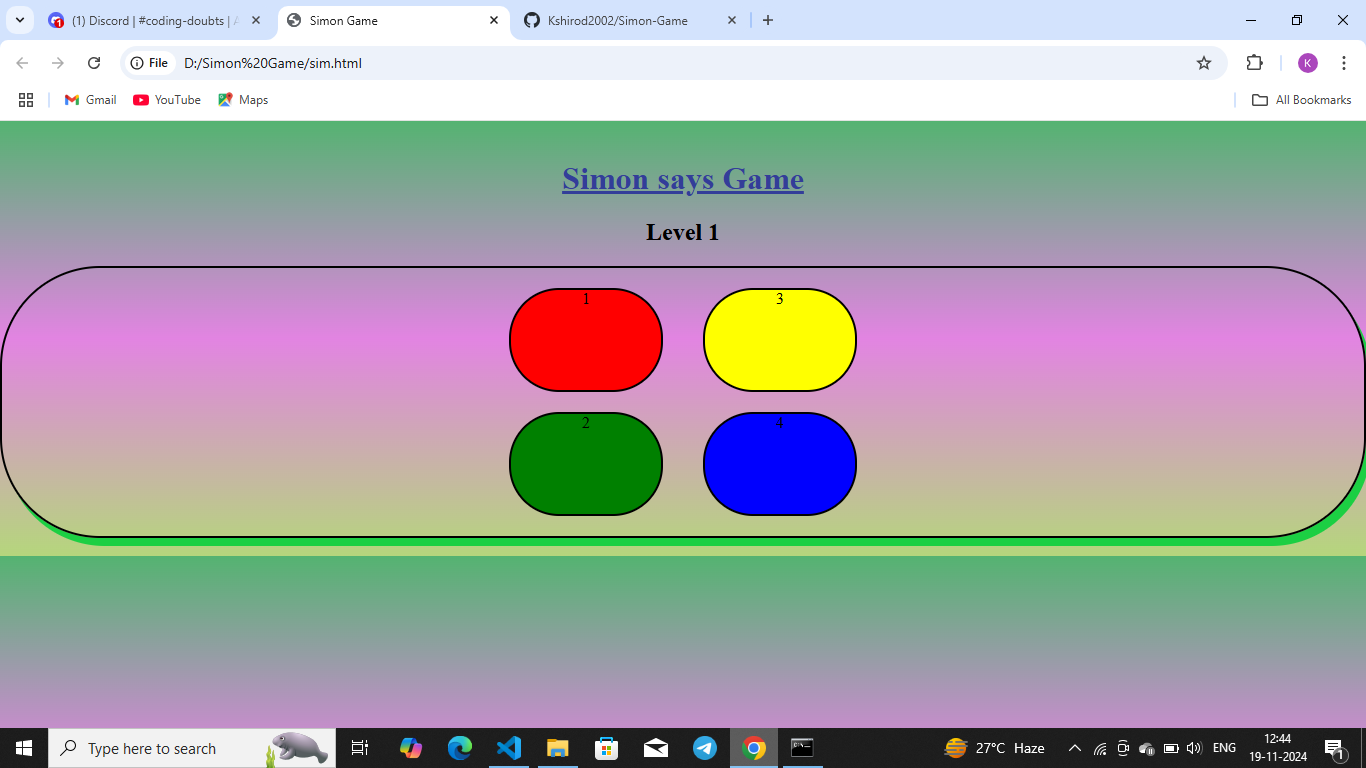 (1) Discord | #coding-doubts |
Simon Game
Kshirod2002/Simon-Game
File
D:/Simon%20Game/sim.html
K
Gmail
YouTube
Maps
All Bookmarks
Simon says Game
Level 1
1
3
2
4
Type here to search
27°C Haze
ENG
12:44
19-11-2024
1